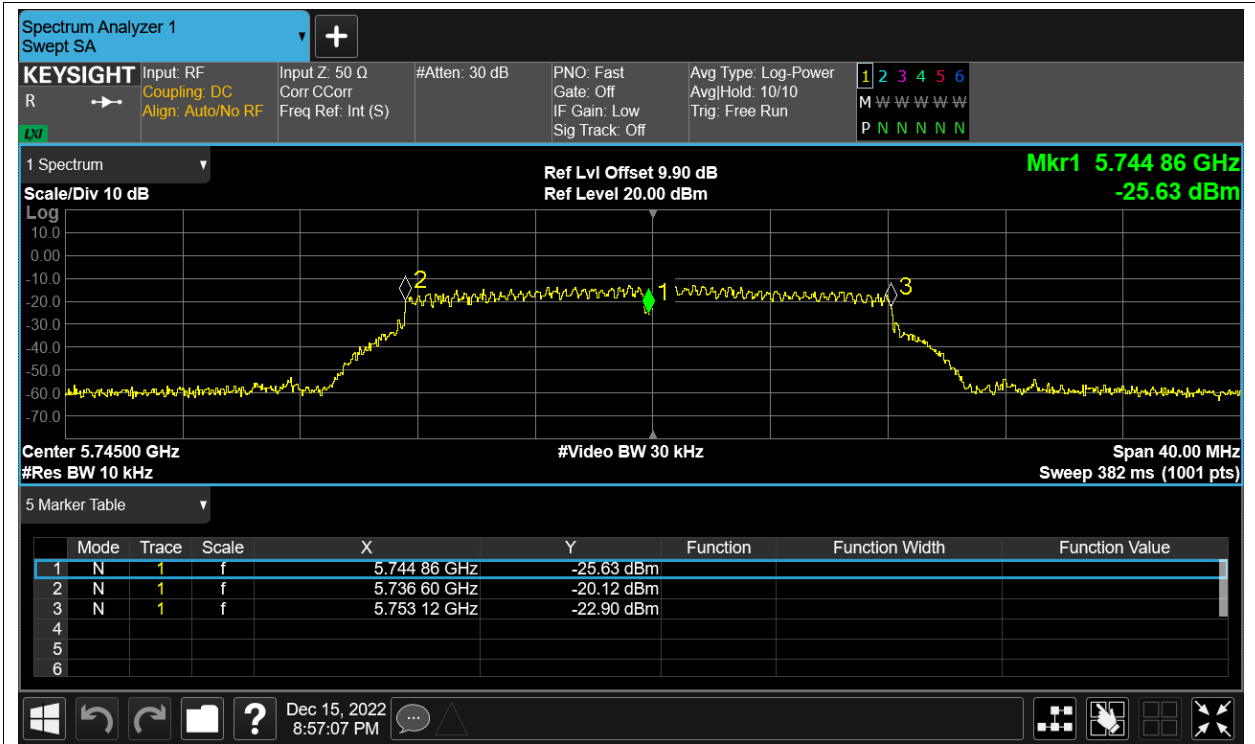 Spectrum Analyzer 1
Swept SA
KEYSIGHT
R
LXI
Input: RF
Coupling: DC
Align: Auto/No RF
Input Z: 50 Ω
Corr CCorr
Freq Ref: Int (S)
#Atten: 30 dB
PNO: Fast
Gate: Off
IF Gain: Low
Sig Track: Off
Avg Type: Log-Power
Avg|Hold: 10/10
Trig: Free Run
1 2 3 4 5 6
M W W W W W W
P N N N N N N
1 Spectrum
Scale/Div 10 dB
Ref Lvl Offset 9.90 dB
Ref Level 20.00 dBm
Mkr1 5.744 86 GHz
-25.63 dBm
Log
10.0
0.00
-10.0
-20.0
-30.0
-40.0
-50.0
-60.0
-70.0
2
1
3
Center 5.74500 GHz
#Video BW 30 kHz
Span 40.00 MHz
#Res BW 10 kHz
Sweep 382 ms (1001 pts)
5 Marker Table
Mode Trace Scale X Y Function Function Width Function Value
1 N 1 f 5.744 86 GHz -25.63 dBm
2 N 1 f 5.736 60 GHz -20.12 dBm
3 N 1 f 5.753 12 GHz -22.90 dBm
4
5
6
?
Dec 15, 2022
8:57:07 PM